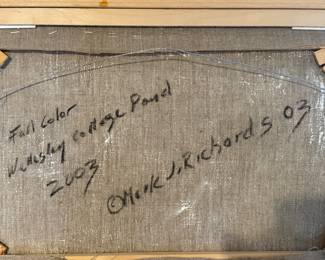 Fall Color
Wellesley College Pond
2003
©Mark J. Richards 03